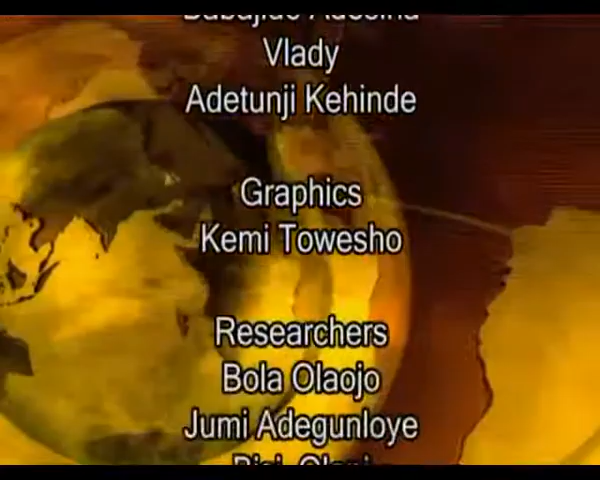 Vlady
Adetunji Kehinde
Graphics
Kemi Towesho
Researchers
Bola Olaojo
Jumi Adegunloye